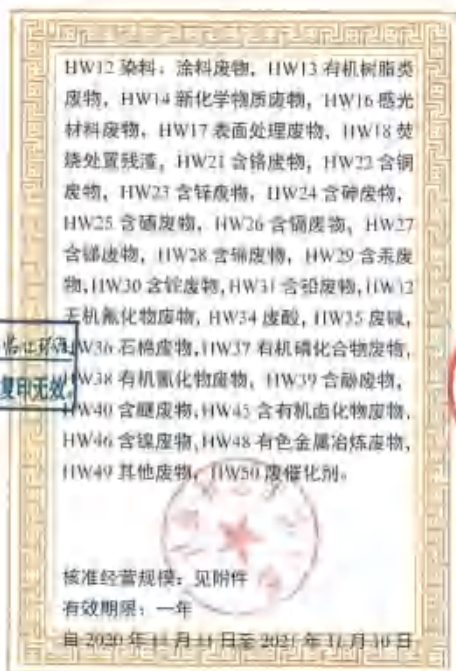 HW12 染料、涂料废物，HW13 有机树脂类
废物，HW14 新化学物质废物，HW16 感光
材料废物，HW17 表面处理废物，HW18 焚
烧处置残渣，HW21 含铬废物，HW22 含铜
废物，HW23 含锌废物，HW24 含砷废物，
HW25 含硒废物，HW26 含镉废物，HW27
含锑废物，HW28 含碲废物，HW29 含汞废
物，HW30 含铊废物，HW31 含铅废物，HW32
无机氟化物废物，HW34 废酸，HW35 废碱，
HW36 石棉废物，HW37 有机磷化合物废物，
复印无效
HW38 有机氰化物废物，HW39 含酚废物，
HW40 含醚废物，HW45 含有机卤化物废物，
HW46 含镍废物，HW48 有色金属冶炼废物，
HW49 其他废物，HW50 废催化剂。
核准经营规模：见附件
有效期限：一年
自 2020 年 11 月 11 日至 2021 年 11 月 10 日